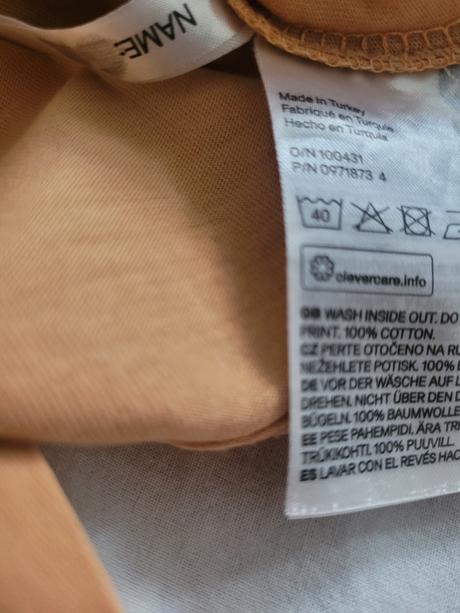 NAME:
Made in Turkey
Fabriqué en Turquie
Hecho en Turquía
O/N 100431
P/N 0971873 4
40
clevercare.info
GB WASH INSIDE OUT. DO
PRINT. 100% COTTON.
CZ PERTE OTOČENO NA RU
NEŽEHLETE POTISK. 100%
DE VOR DER WÄSCHE AUF L
DREHEN. NICHT ÜBER DEN D
BÜGELN. 100% BAUMWOLLE
EE PESE PAHEMPIDI. ÄRA TRI
TRÜKIKOHTI. 100% PUUVILL.
ES LAVAR CON EL REVÉS HAC